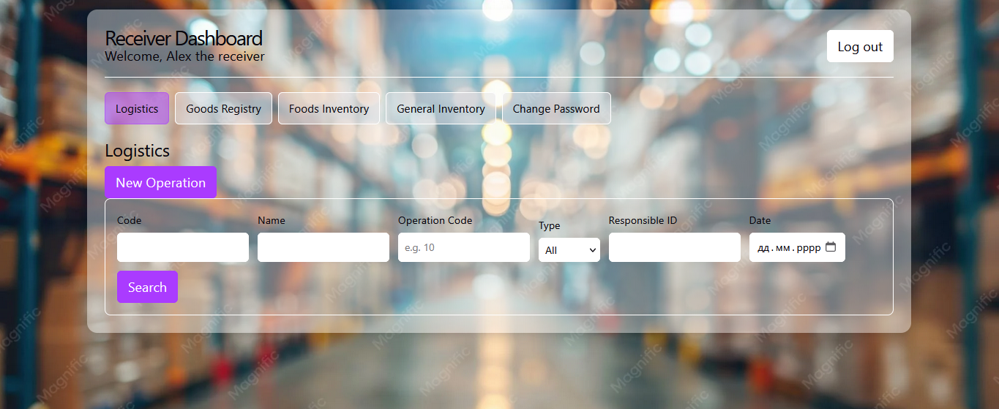 Receiver Dashboard
Welcome, Alex the receiver
Log out
Logistics
Goods Registry
Foods Inventory
General Inventory
Change Password
Logistics
New Operation
Code
Name
Operation Code
Type
Responsible ID
Date
e.g. 10
All
дд.мм.рррр
Search
Magnific